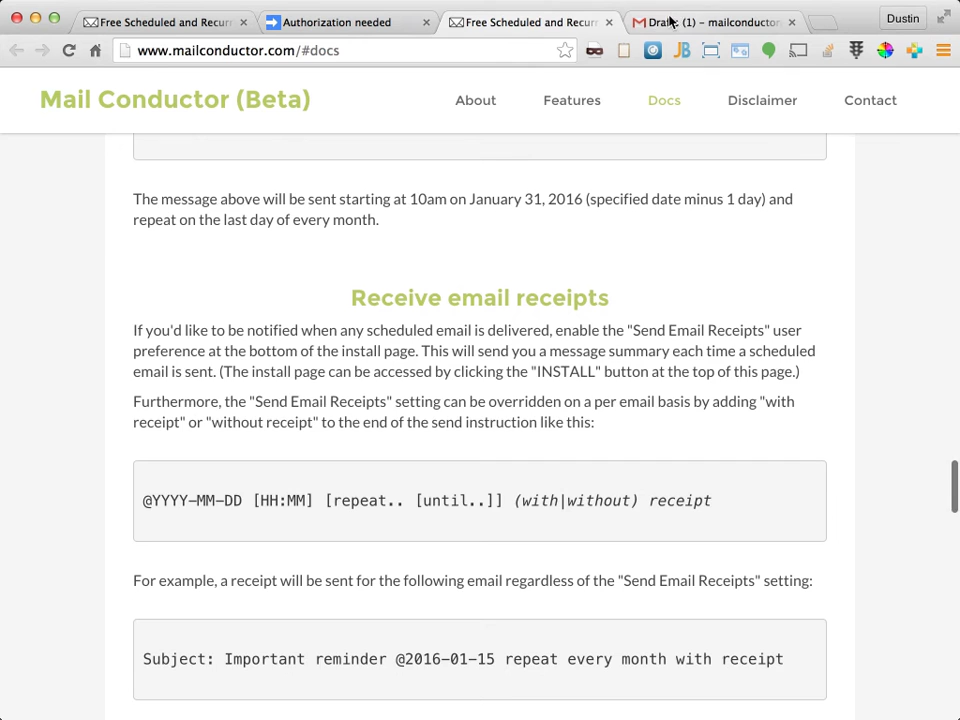 Free Scheduled and Recurr
Authorization needed
Free Scheduled and Recurr
Drafts (1) – mailconductor
Dustin
www.mailconductor.com/#docs
Mail Conductor (Beta)
About
Features
Docs
Disclaimer
Contact
The message above will be sent starting at 10am on January 31, 2016 (specified date minus 1 day) and
repeat on the last day of every month.
Receive email receipts
If you'd like to be notified when any scheduled email is delivered, enable the "Send Email Receipts" user
preference at the bottom of the install page. This will send you a message summary each time a scheduled
email is sent. (The install page can be accessed by clicking the "INSTALL" button at the top of this page.)
Furthermore, the "Send Email Receipts" setting can be overridden on a per email basis by adding "with
receipt" or "without receipt" to the end of the send instruction like this:
@YYYY-MM-DD [HH:MM] [repeat.. [until..]] (with|without) receipt
For example, a receipt will be sent for the following email regardless of the "Send Email Receipts" setting:
Subject: Important reminder @2016-01-15 repeat every month with receipt